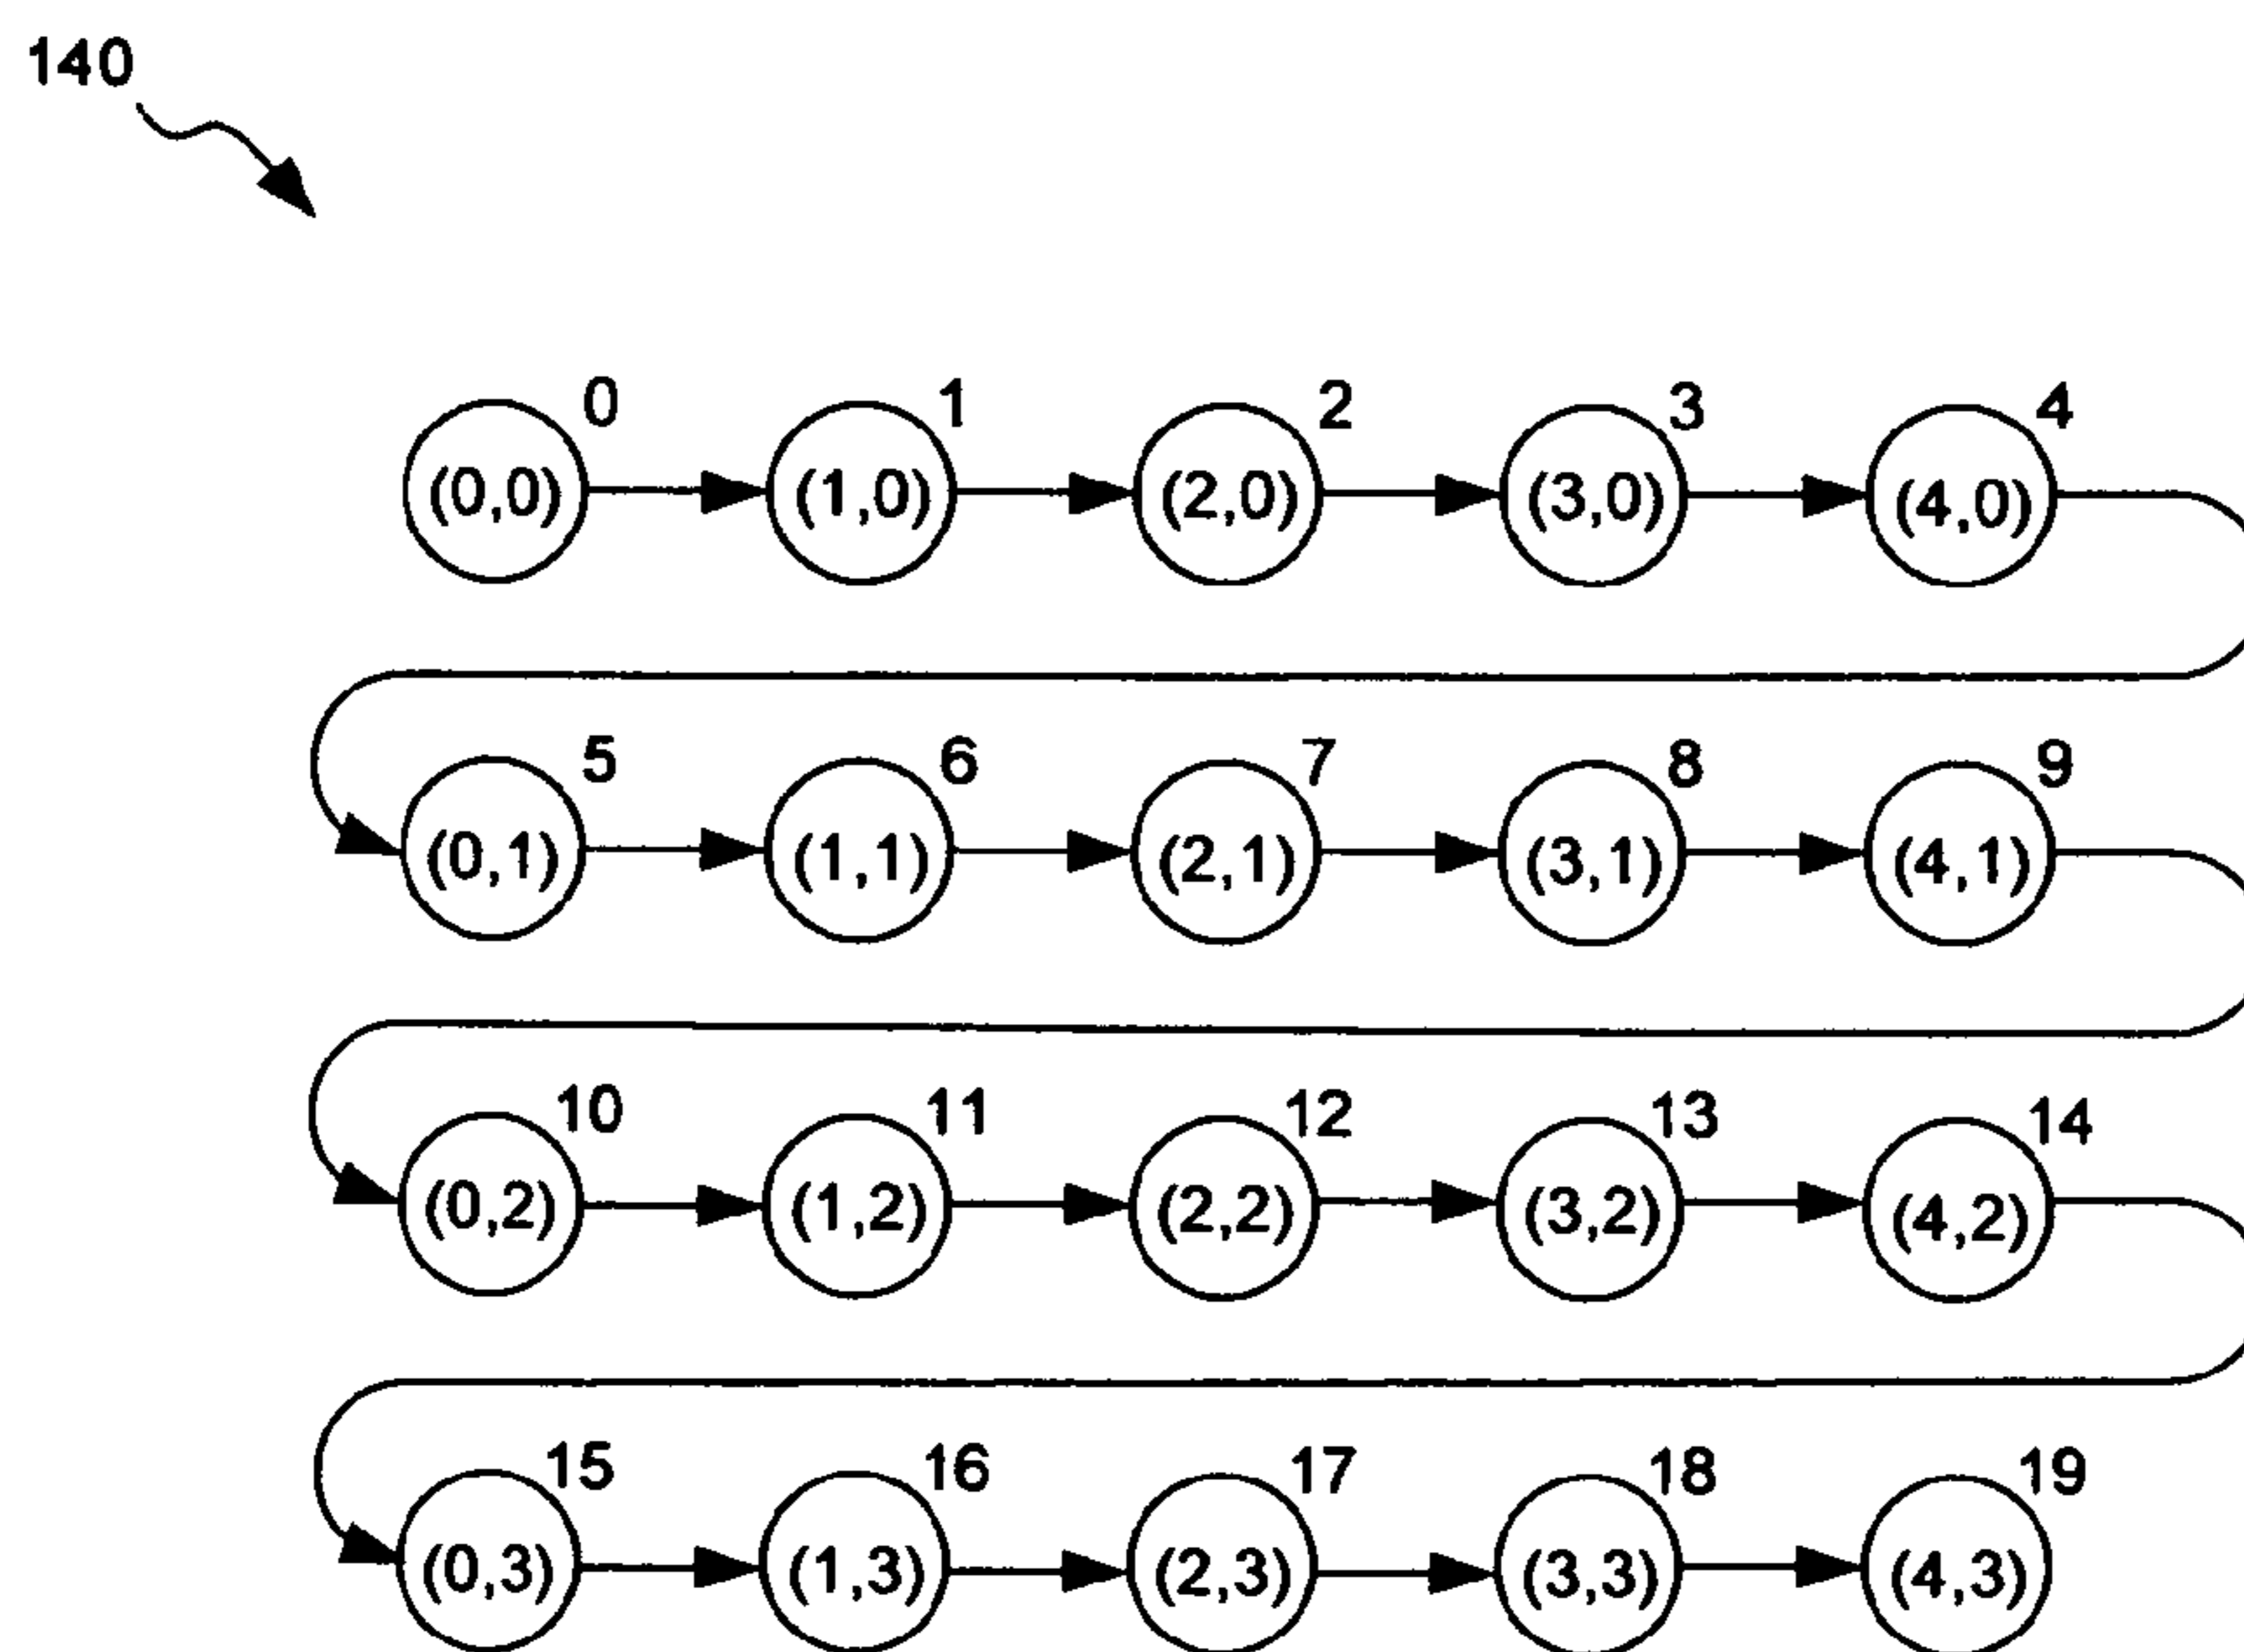 140
0 1 2 3 4
(0,0) (1,0) (2,0) (3,0) (4,0)
5 6 7 8 9
(0,1) (1,1) (2,1) (3,1) (4,1)
10 11 12 13 14
(0,2) (1,2) (2,2) (3,2) (4,2)
15 16 17 18 19
(0,3) (1,3) (2,3) (3,3) (4,3)